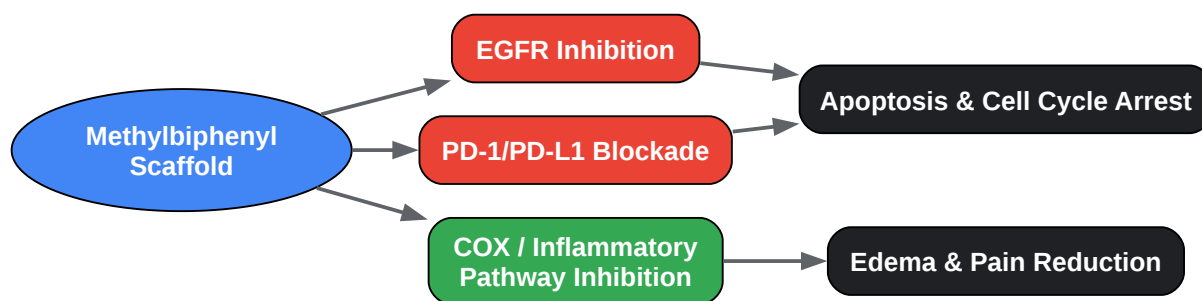 EGFR Inhibition
Apoptosis & Cell Cycle Arrest
Methylbiphenyl
Scaffold
PD-1/PD-L1 Blockade
COX / Inflammatory
Pathway Inhibition
Edema & Pain Reduction